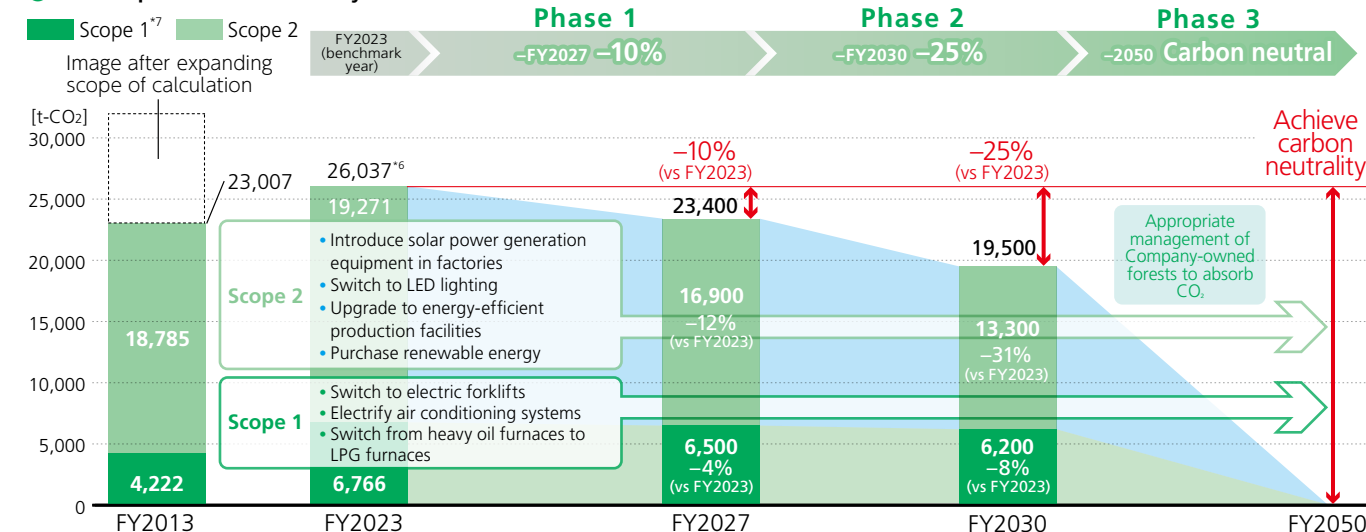 Scope 1*7
Scope 2
Image after expanding
scope of calculation
FY2023
(benchmark
year)
Phase 1
–FY2027 –10%
Phase 2
–FY2030 –25%
Phase 3
–2050 Carbon neutral
[t-CO2]
30,000
25,000
20,000
15,000
10,000
5,000
0
23,007
18,785
4,222
26,037*6
19,271
6,766
Scope 2
• Introduce solar power generation
equipment in factories
• Switch to LED lighting
• Upgrade to energy-efficient
production facilities
• Purchase renewable energy
Scope 1
• Switch to electric forklifts
• Electrify air conditioning systems
• Switch from heavy oil furnaces to
LPG furnaces
–10%
(vs FY2023)
23,400
16,900
–12%
(vs FY2023)
6,500
–4%
(vs FY2023)
–25%
(vs FY2023)
19,500
13,300
–31%
(vs FY2023)
6,200
–8%
(vs FY2023)
Achieve
carbon
neutrality
Appropriate
management of
Company-owned
forests to absorb
CO2
FY2013
FY2023
FY2027
FY2030
FY2050